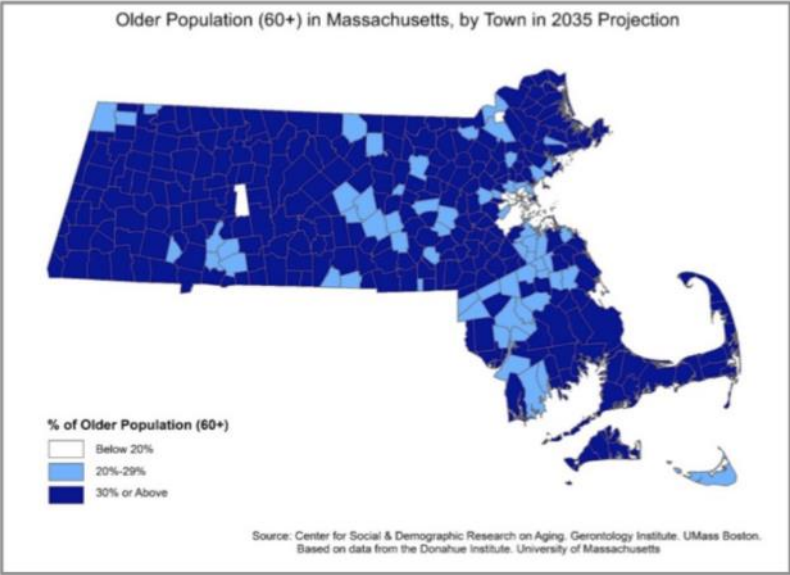 Older Population (60+) in Massachusetts, by Town in 2035 Projection
% of Older Population (60+)
Below 20%
20%-29%
30% or Above
Source: Center for Social & Demographic Research on Aging. Gerontology Institute. UMass Boston.
Based on data from the Donahue Institute. University of Massachusetts